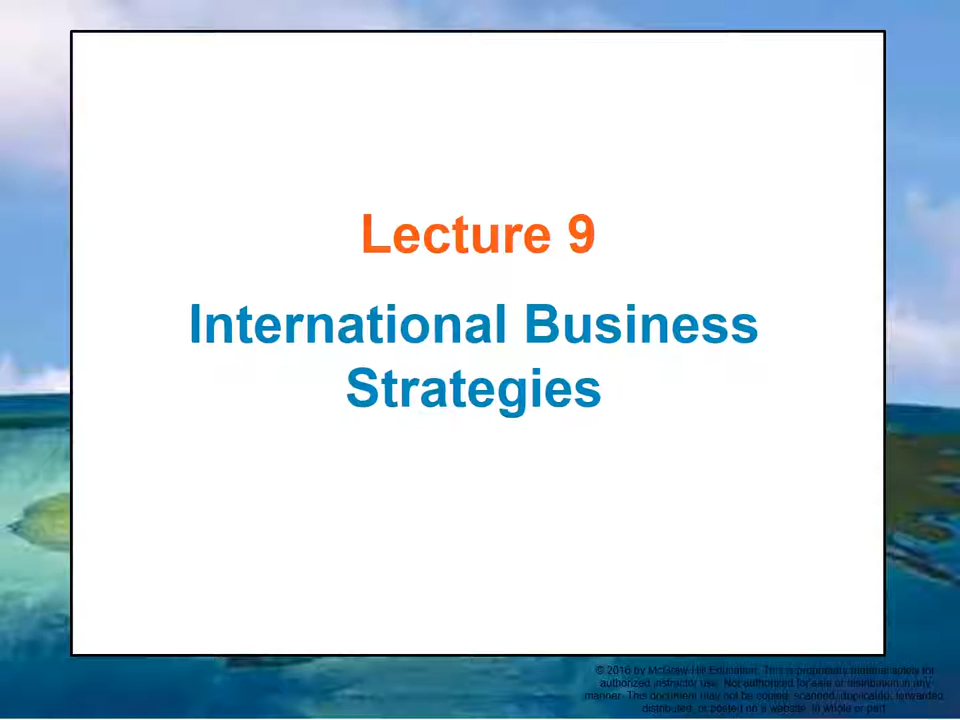 Lecture 9
International Business
Strategies
© 2016 by McGraw-Hill Education. This is proprietary material solely for
authorized instructor use. Not authorized for sale or distribution in any
manner. This document may not be copied, scanned, duplicated, forwarded
distributed, or posted on a website, in whole or part.